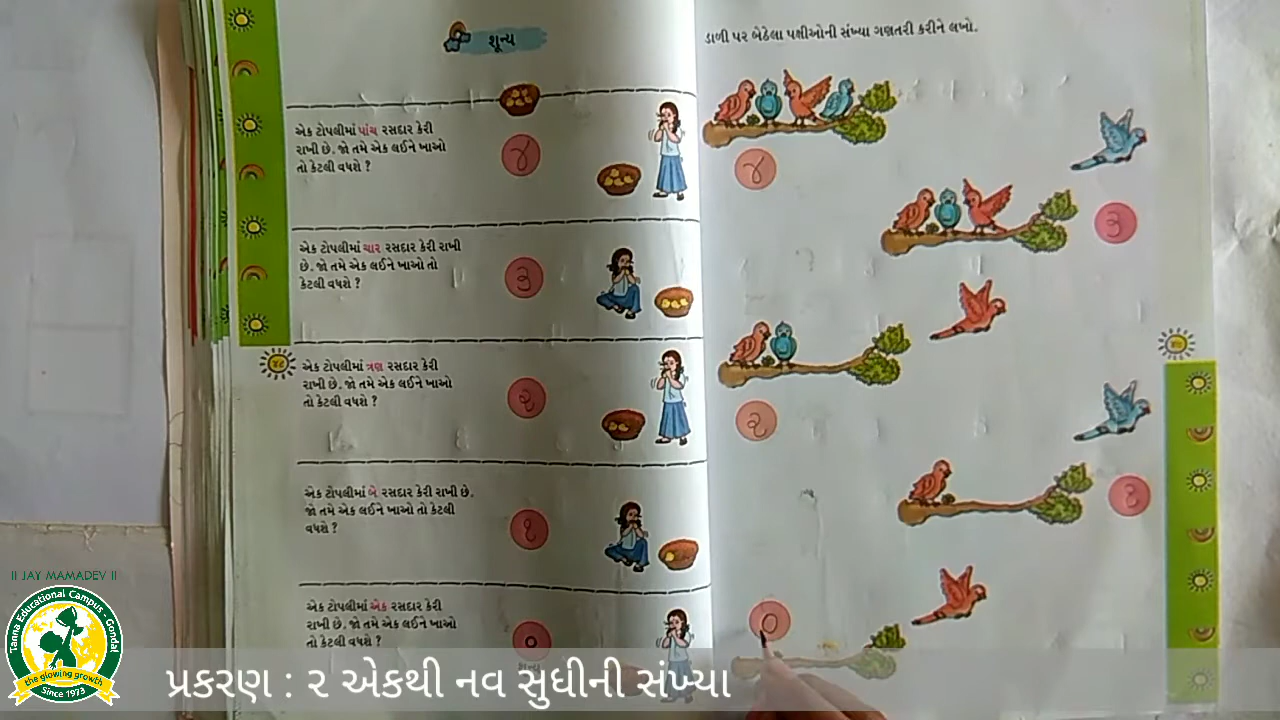 શૂન્ય
એક ટોપલીમાં પાંચ રસદાર કેરી
રાખી છે. જો તમે એક લઈને ખાઓ
તો કેટલી વધશે ?
૪
એક ટોપલીમાં ચાર રસદાર કેરી રાખી
છે. જો તમે એક લઈને ખાઓ તો
કેટલી વધશે ?
૩
૪૮
એક ટોપલીમાં ત્રણ રસદાર કેરી
રાખી છે. જો તમે એક લઈને ખાઓ
તો કેટલી વધશે ?
૨
એક ટોપલીમાં બે રસદાર કેરી રાખી છે.
જો તમે એક લઈને ખાઓ તો કેટલી
વધશે ?
૧
એક ટોપલીમાં એક રસદાર કેરી
રાખી છે. જો તમે એક લઈને ખાઓ
તો કેટલી વધશે ?
૦
શૂન્ય
ડાળી પર બેઠેલા પક્ષીઓની સંખ્યા ગણતરી કરીને લખો.
૪
૩
૨
૧
૦
|| JAY MAMADEV ||
Tanna Educational Campus - Gondal
the glowing growth
Since 1973
પ્રકરણ : ૨ એકથી નવ સુધીની સંખ્યા